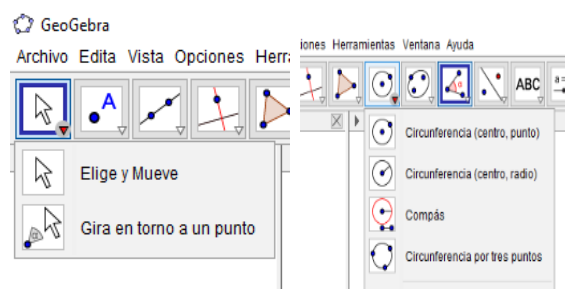 GeoGebra
Archivo Edita Vista Opciones Herr
Elige y Mueve
Gira en torno a un punto
iones Herramientas Ventana Ayuda
ABC
a=
Circunferencia (centro, punto)
Circunferencia (centro, radio)
Compás
Circunferencia por tres puntos